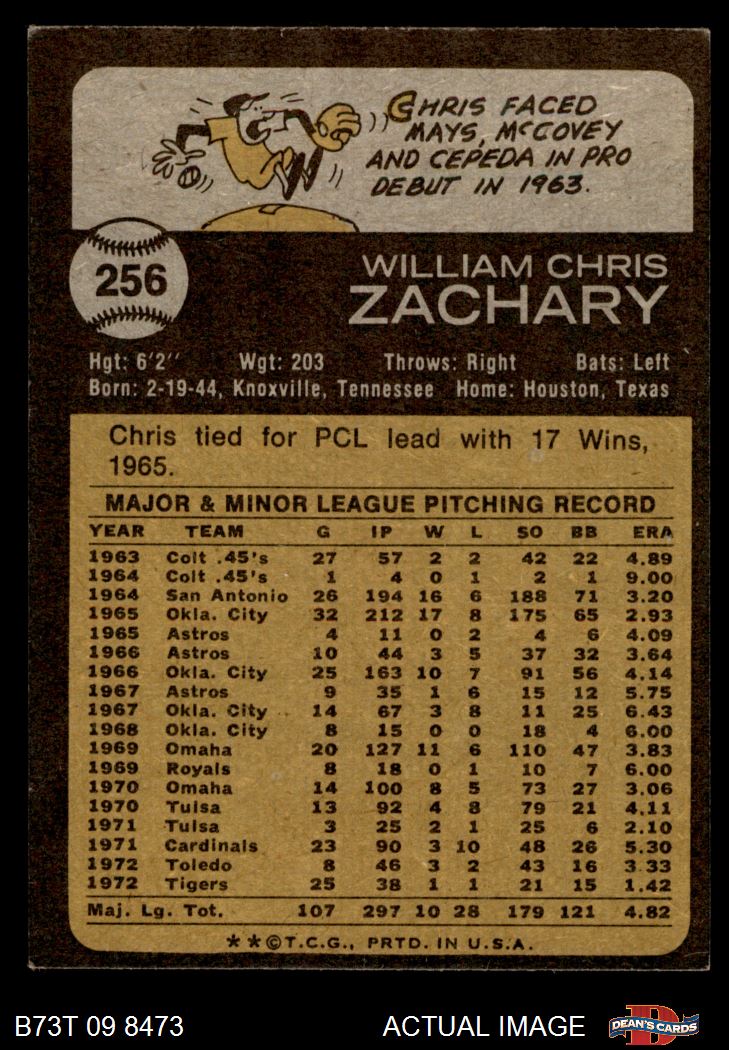 CHRIS FACED
MAYS, McCOVEY
AND CEPEDA IN PRO
DEBUT IN 1963.
256
WILLIAM CHRIS
ZACHARY
Hgt: 6'2" Wgt: 203 Throws: Right Bats: Left
Born: 2-19-44, Knoxville, Tennessee Home: Houston, Texas
Chris tied for PCL lead with 17 Wins,
1965.
MAJOR & MINOR LEAGUE PITCHING RECORD
YEAR TEAM G IP W L SO BB ERA
1963 Colt .45's 27 57 2 2 42 22 4.89
1964 Colt .45's 1 4 0 1 2 1 9.00
1964 San Antonio 26 194 16 6 188 71 3.20
1965 Okla. City 32 212 17 8 175 65 2.93
1965 Astros 4 11 0 2 4 6 4.09
1966 Astros 10 44 3 5 37 32 3.64
1966 Okla. City 25 163 10 7 91 56 4.14
1967 Astros 9 35 1 6 15 12 5.75
1967 Okla. City 14 67 3 8 11 25 6.43
1968 Okla. City 8 15 0 0 18 4 6.00
1969 Omaha 20 127 11 6 110 47 3.83
1969 Royals 8 18 0 1 10 7 6.00
1970 Omaha 14 100 8 5 73 27 3.06
1970 Tulsa 13 92 4 8 79 21 4.11
1971 Tulsa 3 25 2 1 25 6 2.10
1971 Cardinals 23 90 3 10 48 26 5.30
1972 Toledo 8 46 3 2 43 16 3.33
1972 Tigers 25 38 1 1 21 15 1.42
Maj. Lg. Tot. 107 297 10 28 179 121 4.82
**©T.C.G., PRTD. IN U.S.A.
B73T 09 8473 ACTUAL IMAGE
D
DEAN'S CARDS